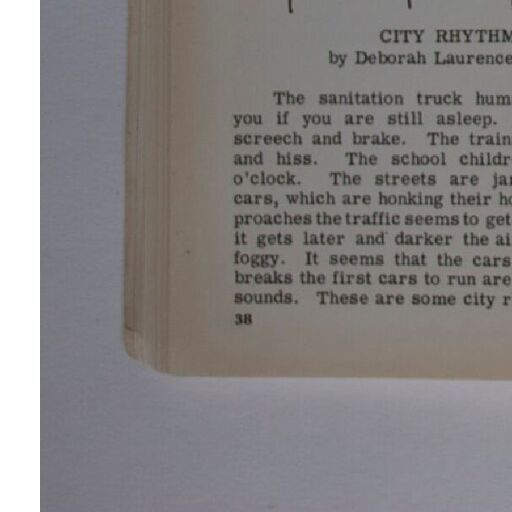 CITY RHYTHM
by Deborah Laurence
The sanitation truck hum
you if you are still asleep.
screech and brake. The train
and hiss. The school childr
o'clock. The streets are ja
cars, which are honking their h
proaches the traffic seems to get
it gets later and darker the ai
foggy. It seems that the cars
breaks the first cars to run are
sounds. These are some city r
38